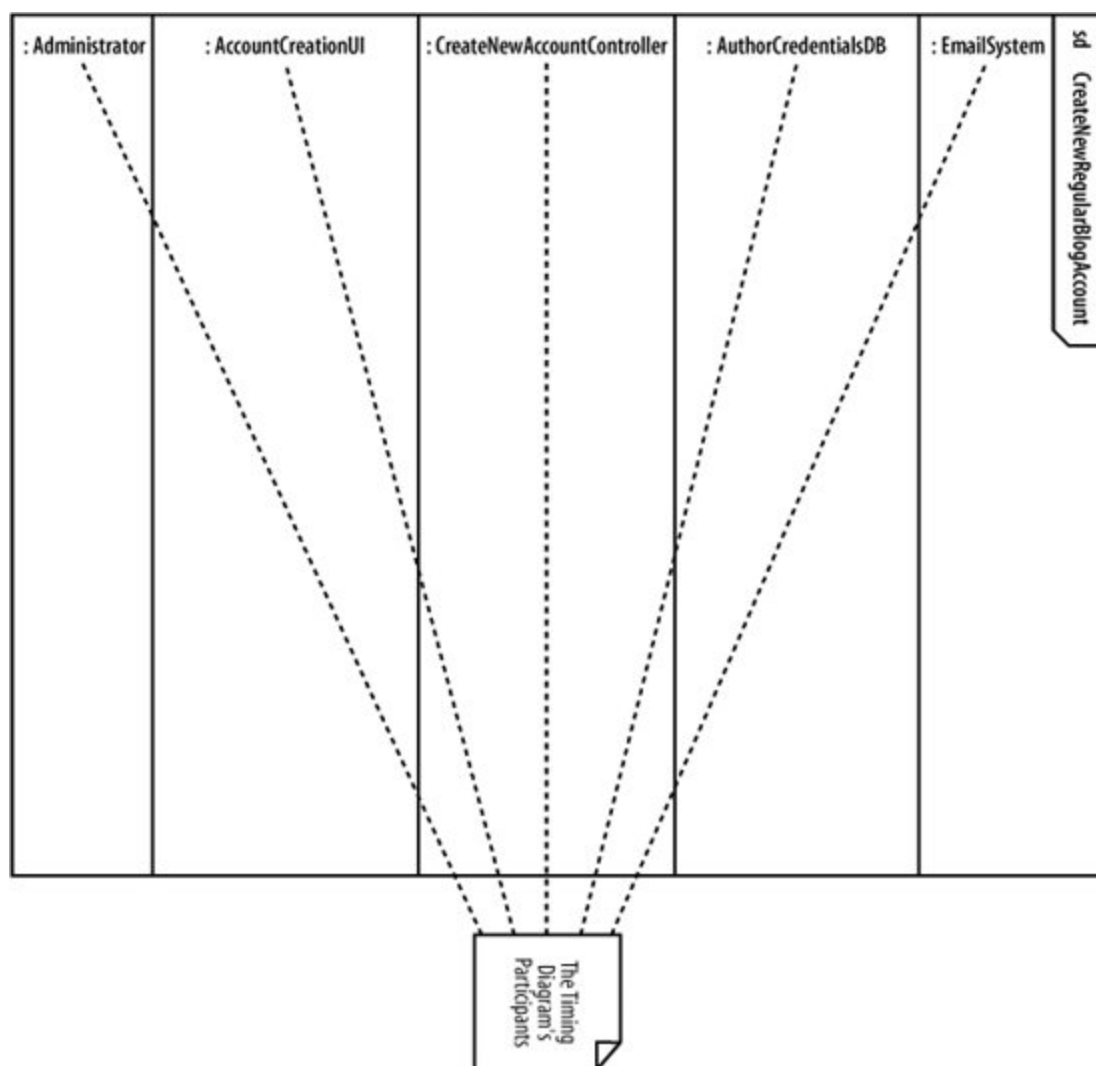 : Administrator
: AccountCreationUI
: CreateNewAccountController
: AuthorCredentialsDB
: EmailSystem
sd CreateNewRegularBlogAccount
The Timing
Diagram's
Participants